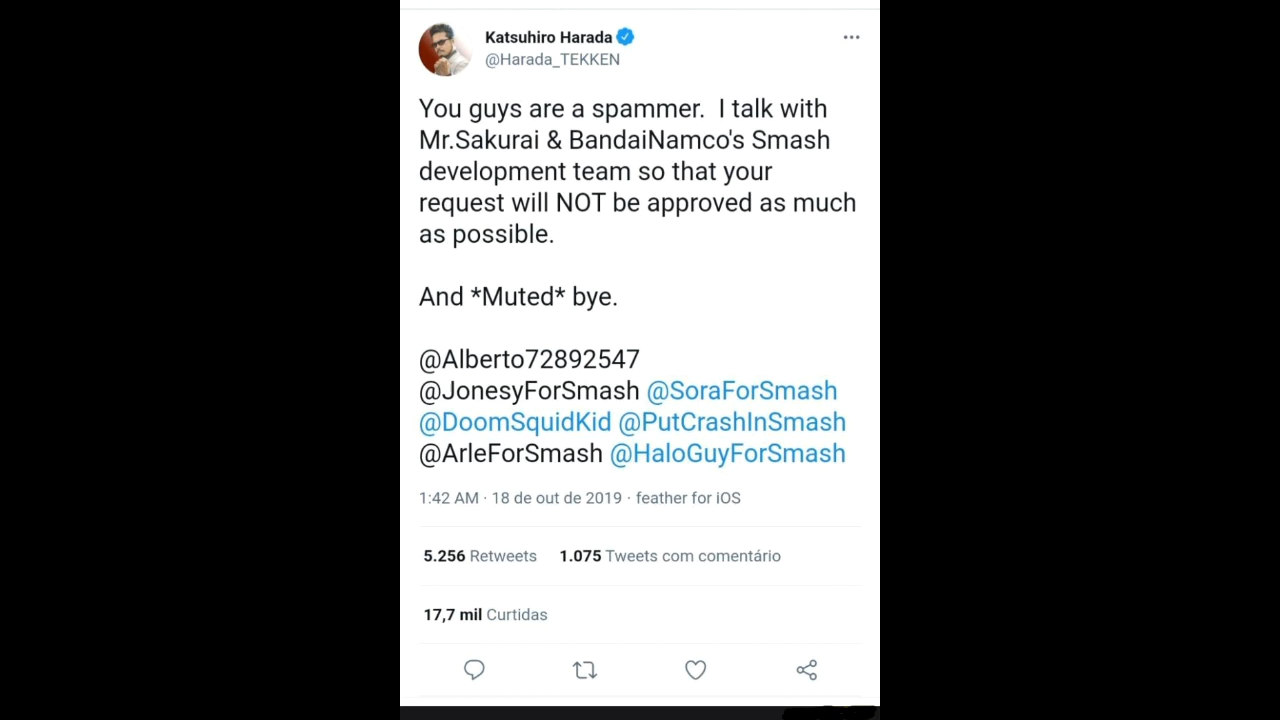 Katsuhiro Harada
@Harada_TEKKEN
You guys are a spammer.  I talk with
Mr.Sakurai & BandaiNamco's Smash
development team so that your
request will NOT be approved as much
as possible.
And *Muted* bye.
@Alberto72892547
@JonesyForSmash @SoraForSmash
@DoomSquidKid @PutCrashInSmash
@ArleForSmash @HaloGuyForSmash
1:42 AM · 18 de out de 2019 · feather for iOS
5.256 Retweets 1.075 Tweets com comentário
17,7 mil Curtidas